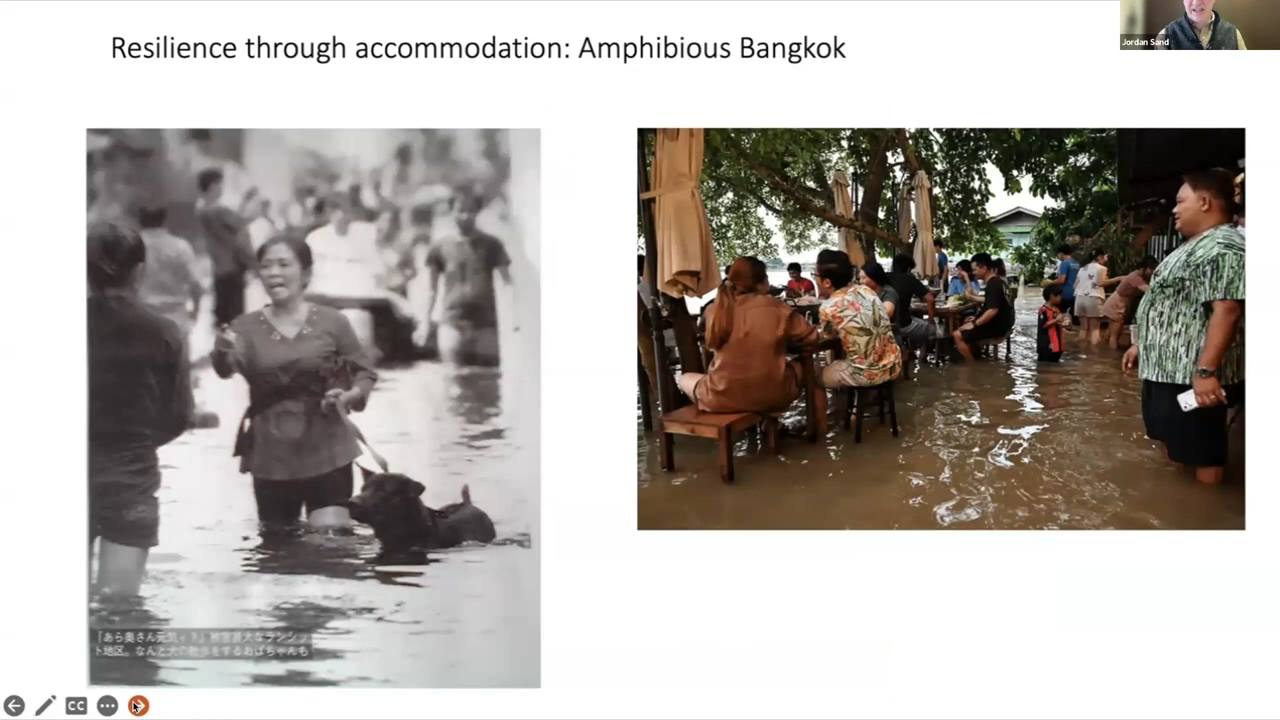 Resilience through accommodation: Amphibious Bangkok
Jordan Sand
「あら奥さん元気ィ?」被害甚大なランシッ
ト地区。なんと犬の散歩をするおばちゃんも
CC